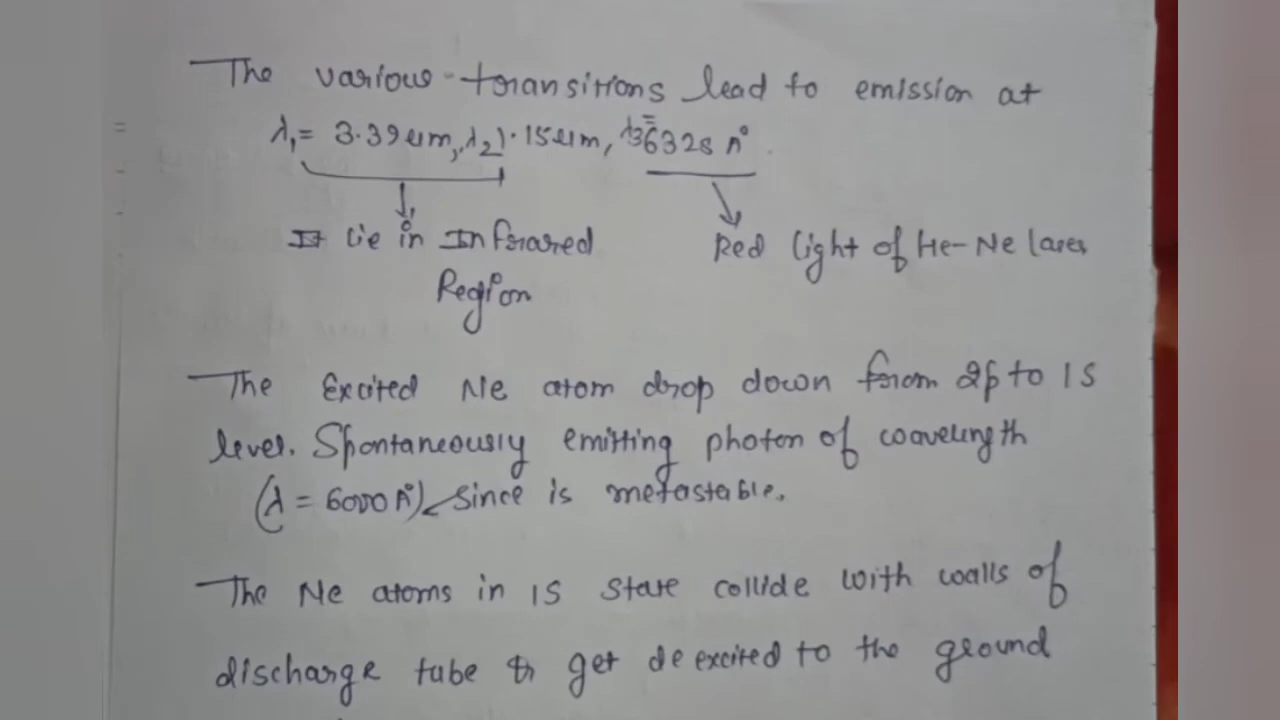 The various transitions lead to emission at
λ₁= 3.39 μm, λ₂ 1.15 μm, λ3= 6328 A°
It lie in Infrared Red light of He-Ne laser
Region
The Excited Ne atom drop down from 2p to 1S
level. Spontaneously emitting photon of wavelength
(λ = 6000 A°) since is metastable.
The Ne atoms in 1S state collide with walls of
discharge tube & get de excited to the ground